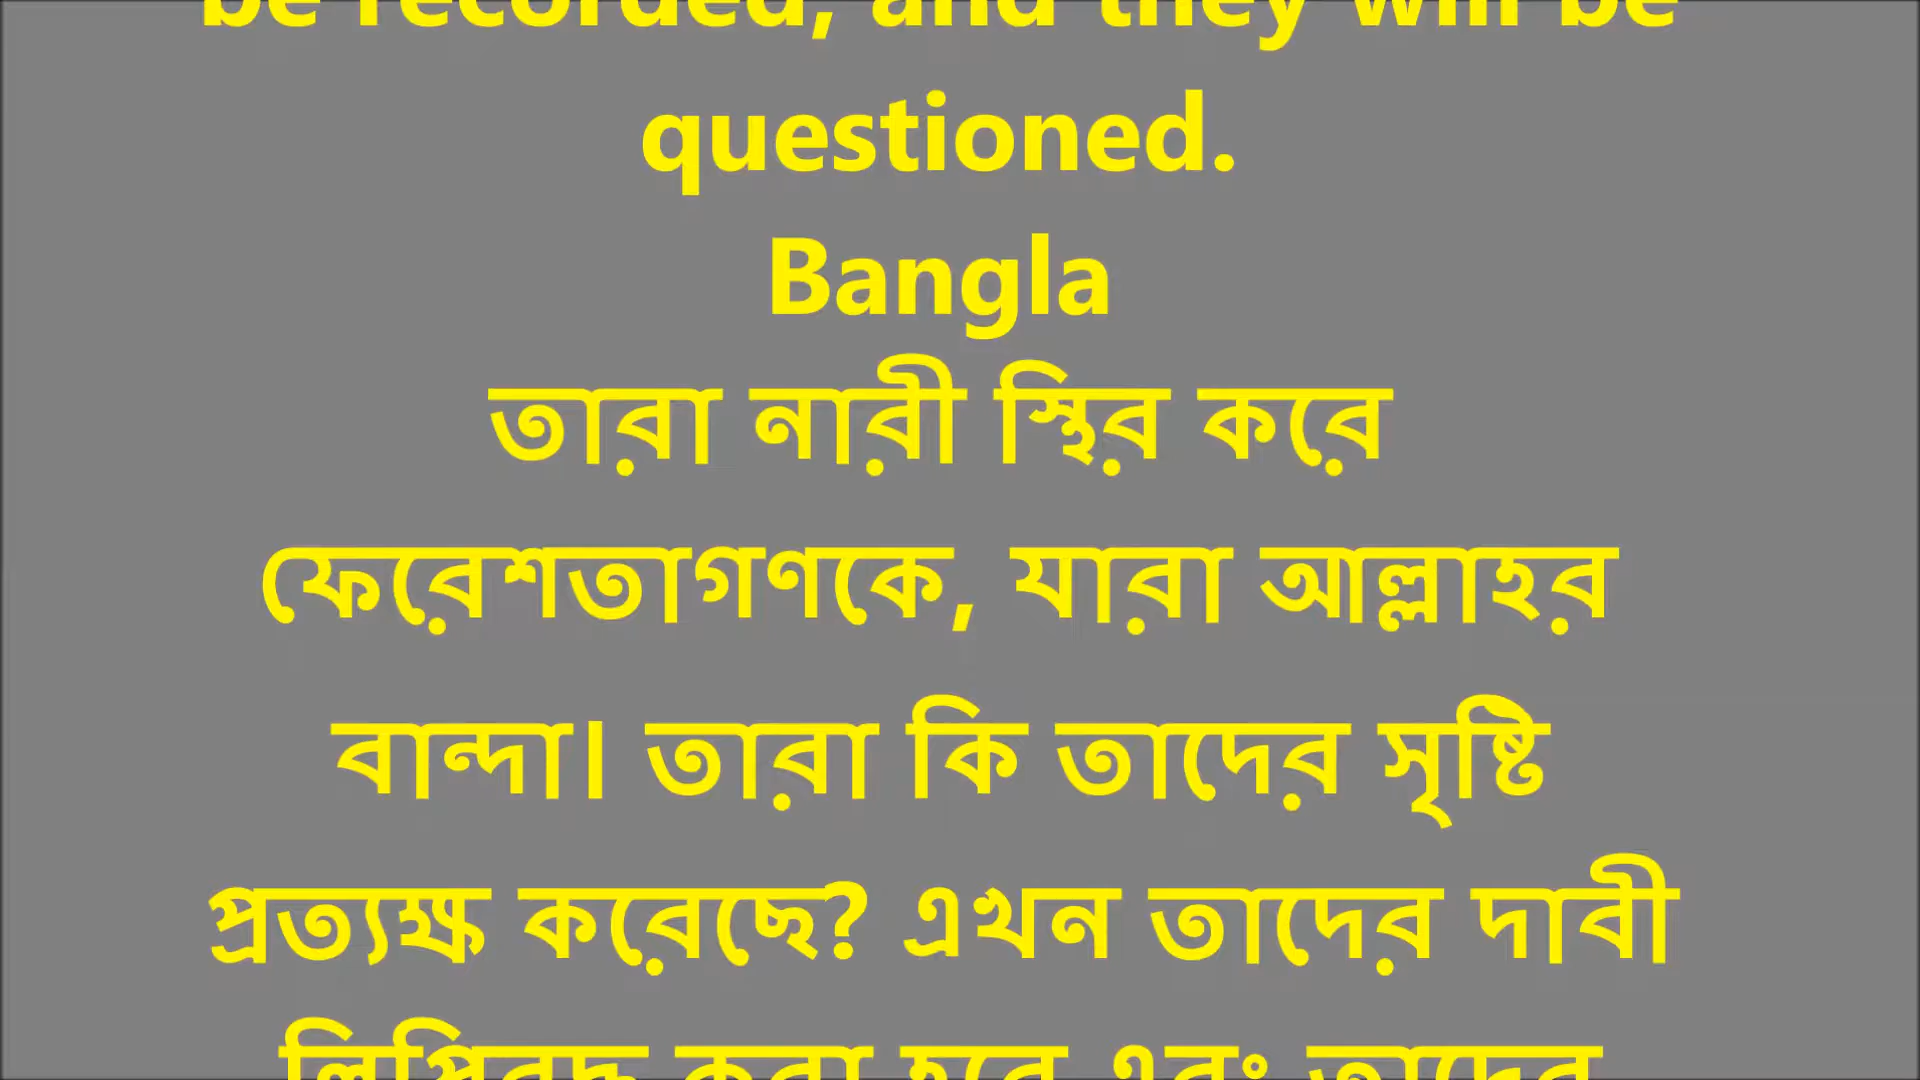 be recorded, and they will be
questioned.
Bangla
তারা নারী স্থির করে
ফেরেশতাগণকে, যারা আল্লাহর
বান্দা। তারা কি তাদের সৃষ্টি
প্রত্যক্ষ করেছে? এখন তাদের দাবী
লিপিবদ্ধ করা হবে এবং তাদের